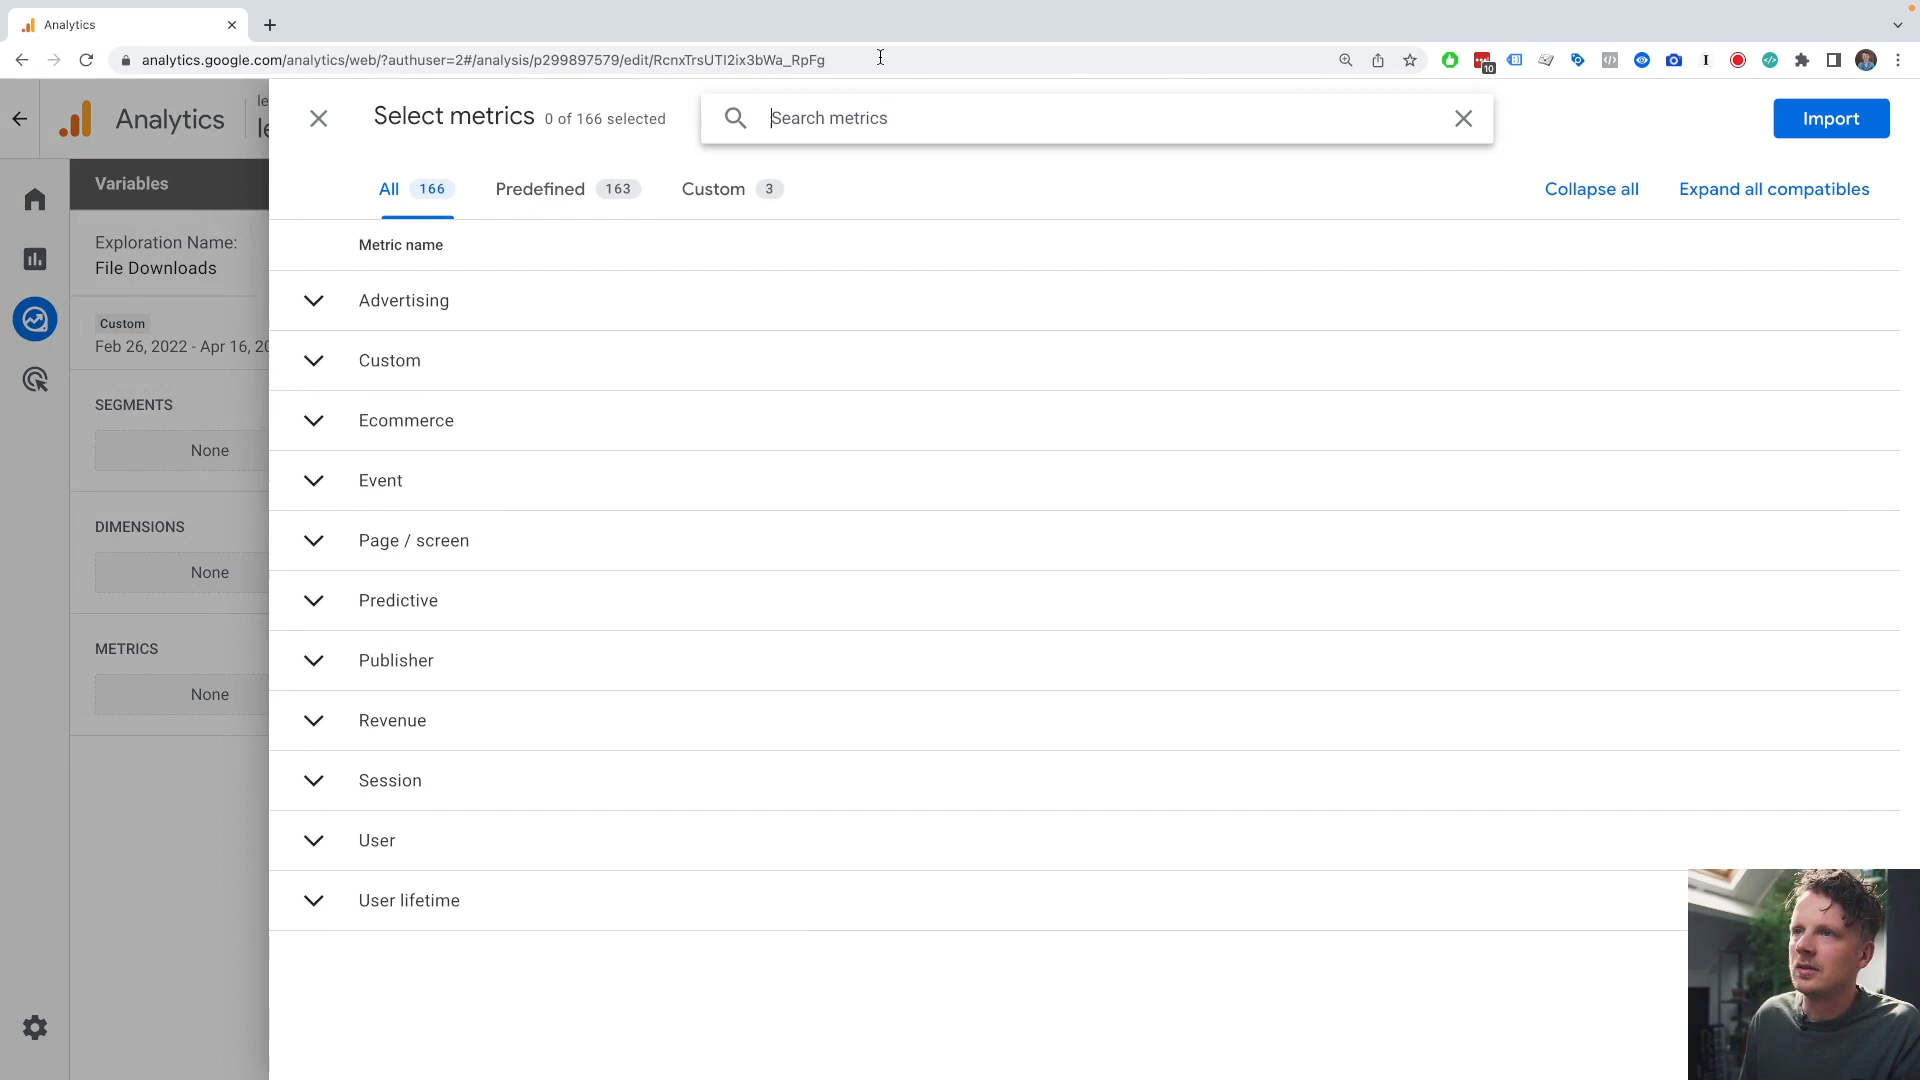 Analytics
analytics.google.com/analytics/web/?authuser=2#/analysis/p299897579/edit/RcnxTrsUTI2ix3bWa_RpFg
10
I
Analytics
le
le
Select metrics 0 of 166 selected
Search metrics
Import
Variables
All 166
Predefined 163
Custom 3
Collapse all
Expand all compatibles
Exploration Name:
File Downloads
Custom
Feb 26, 2022 - Apr 16, 20
SEGMENTS
None
DIMENSIONS
None
METRICS
None
Metric name
Advertising
Custom
Ecommerce
Event
Page / screen
Predictive
Publisher
Revenue
Session
User
User lifetime